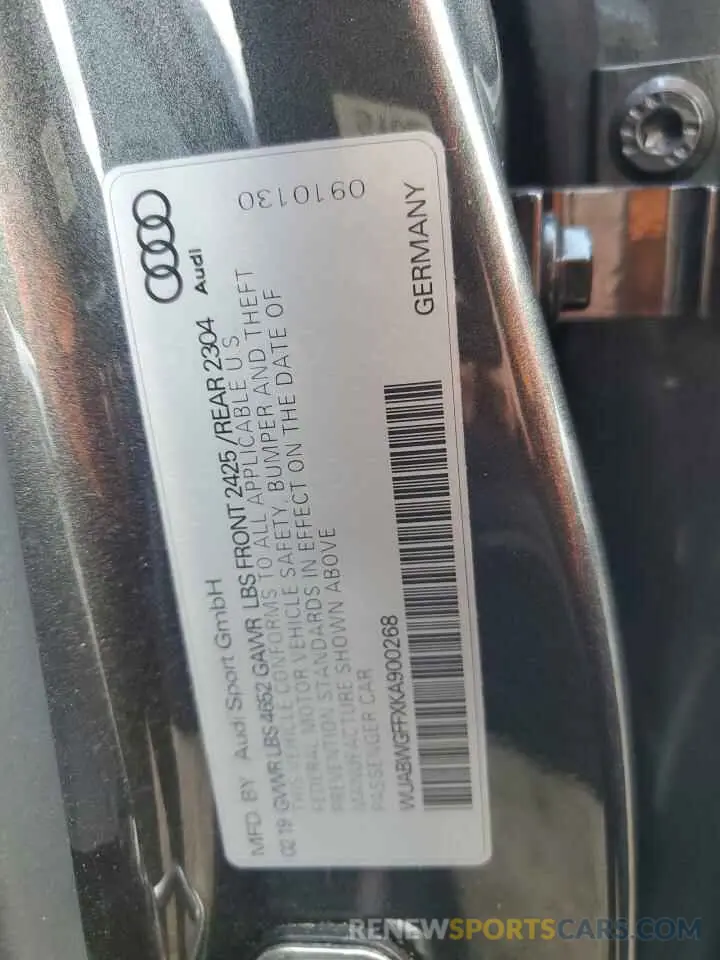 MFD BY Audi Sport GmbH
Audi
02 19 GVWR LBS 4652 GAWR LBS FRONT 2425 /REAR 2304
THIS VEHICLE CONFORMS TO ALL APPLICABLE U S
FEDERAL MOTOR VEHICLE SAFETY, BUMPER AND THEFT
PREVENTION STANDARDS IN EFFECT ON THE DATE OF
MANUFACTURE SHOWN ABOVE
PASSENGER CAR
0910130
WUABWGFFXKA900268
GERMANY
RENEWSPORTSCARS.COM